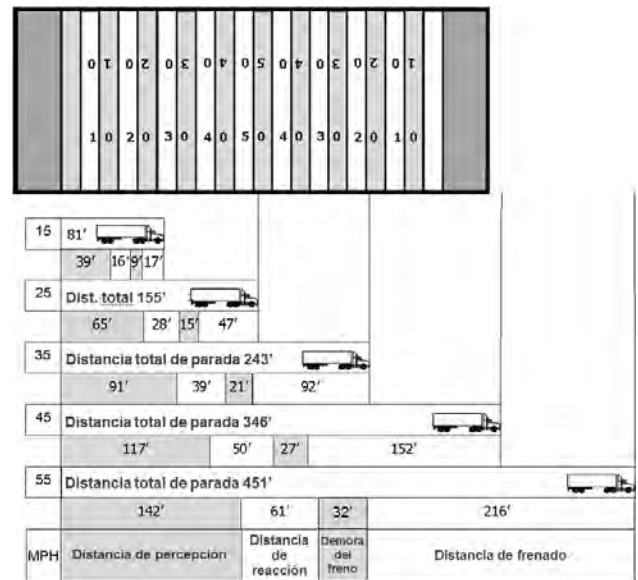 0 1 0 2 0 3 0 4 0 5 0 4 0 3 0 2 0 1
1 0 2 0 3 0 4 0 5 0 4 0 3 0 2 0 1 0
15 81'
39' 16' 9' 17'
25 Dist. total 155'
65' 28' 15' 47'
35 Distancia total de parada 243'
91' 39' 21' 92'
45 Distancia total de parada 346'
117' 50' 27' 152'
55 Distancia total de parada 451'
142' 61' 32' 216'
MPH Distancia de percepción Distancia de reacción Demora del freno Distancia de frenado